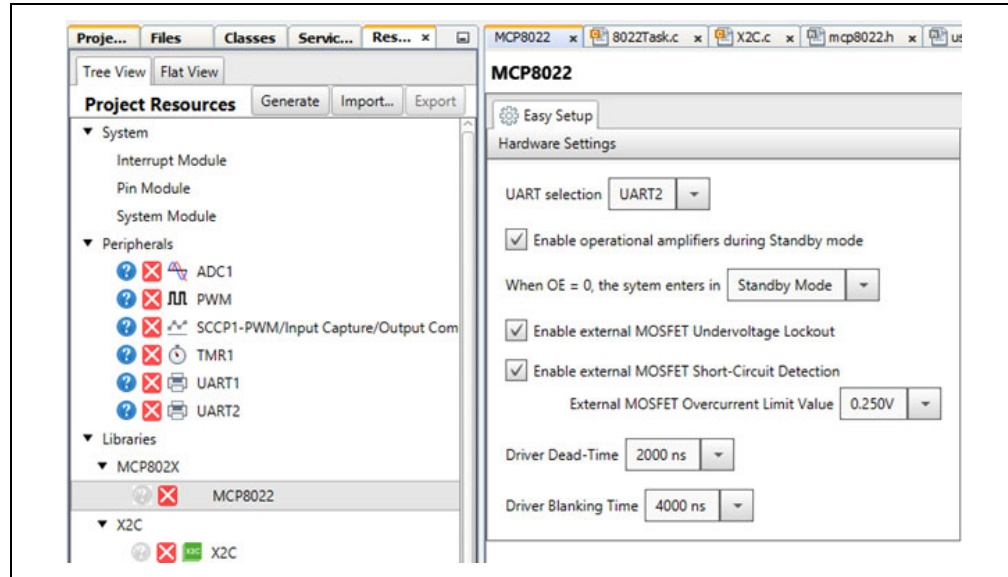 Proje... Files Classes Servic... Res... x
Tree View Flat View
Project Resources Generate Import... Export
System
Interrupt Module
Pin Module
System Module
Peripherals
? ADC1
? PWM
? SCCP1-PWM/Input Capture/Output Com
? TMR1
? UART1
? UART2
Libraries
MCP802X
? MCP8022
X2C
? X2C X2C
MCP8022 x 8022Task.c x X2C.c x mcp8022.h x us
MCP8022
Easy Setup
Hardware Settings
UART selection UART2
Enable operational amplifiers during Standby mode
When OE = 0, the sytem enters in Standby Mode
Enable external MOSFET Undervoltage Lockout
Enable external MOSFET Short-Circuit Detection
External MOSFET Overcurrent Limit Value 0.250V
Driver Dead-Time 2000 ns
Driver Blanking Time 4000 ns